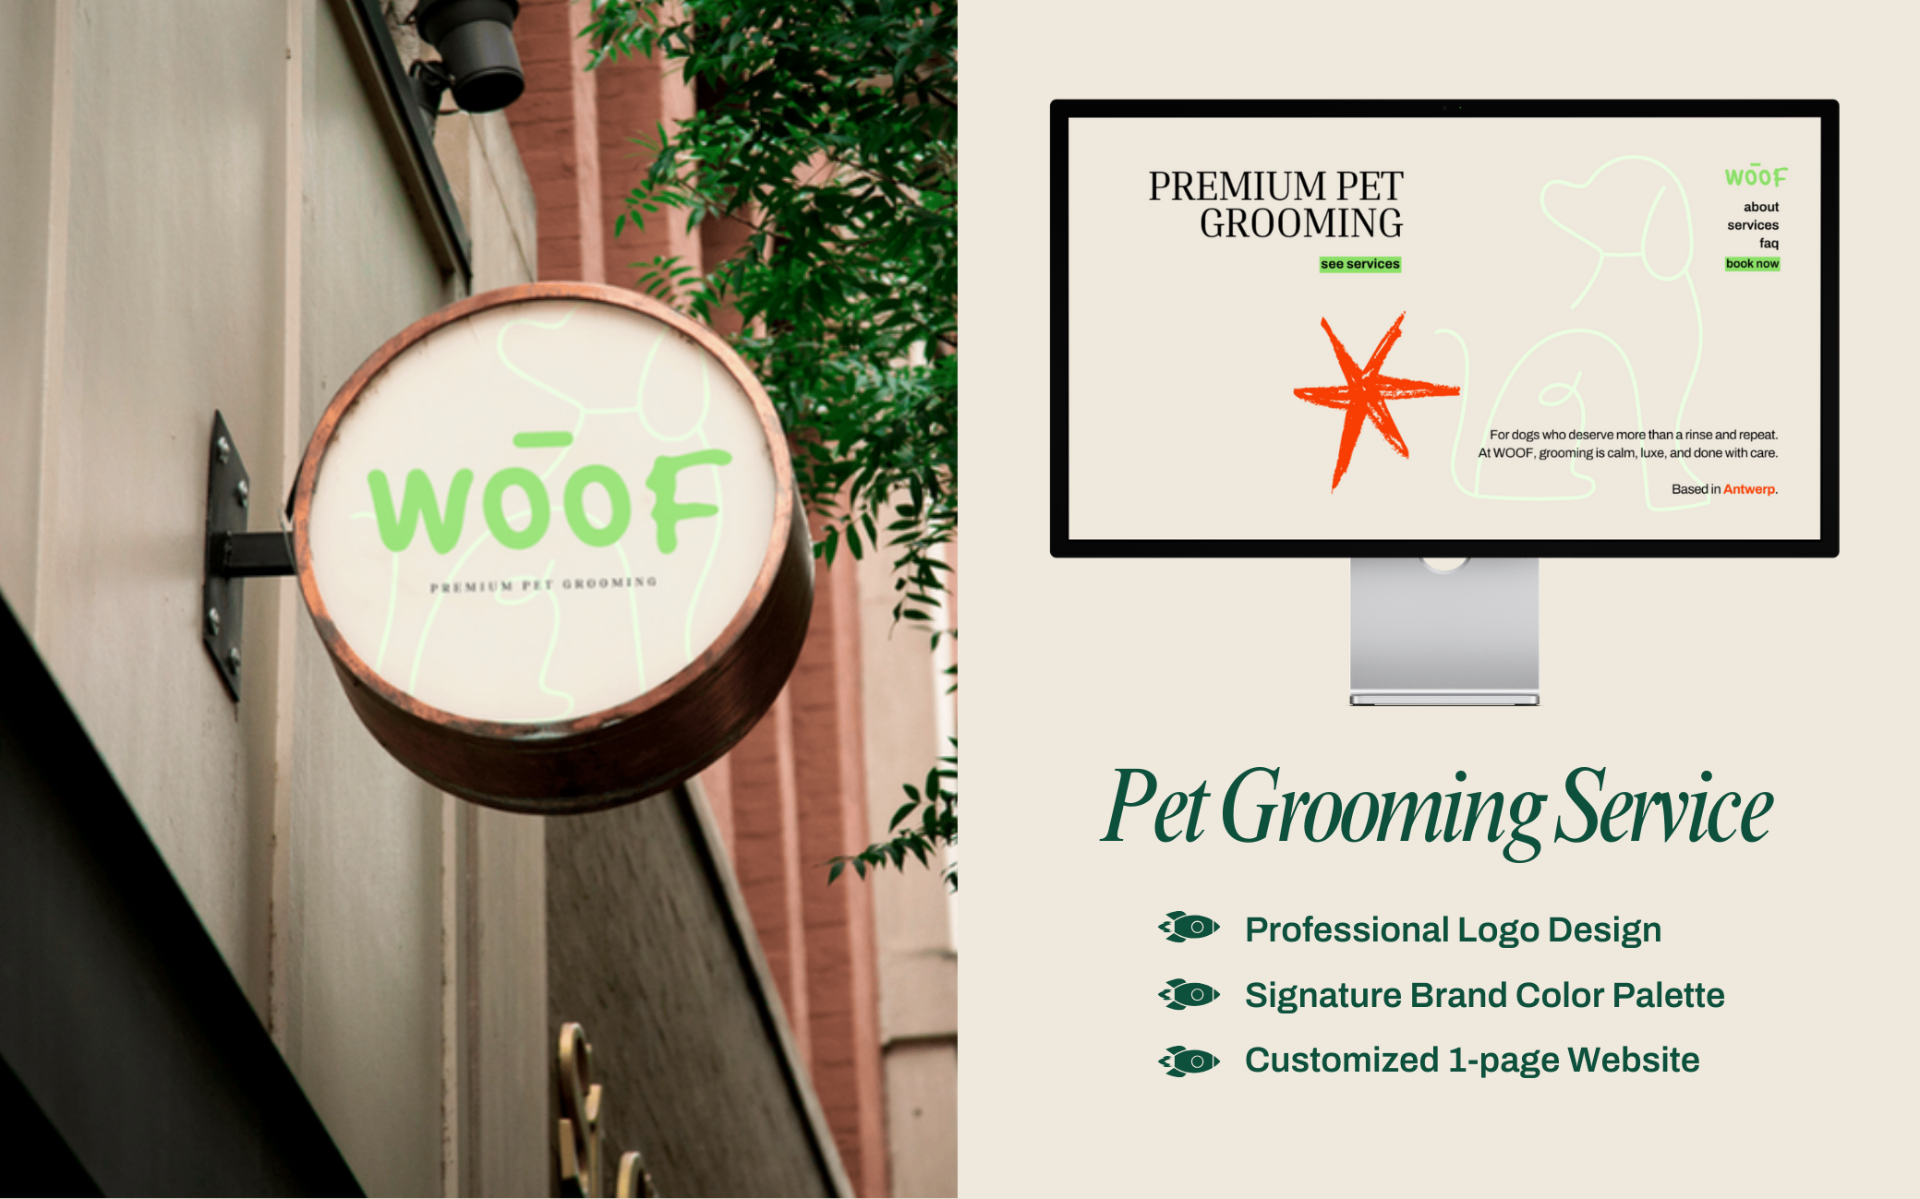 WOOF
PREMIUM PET GROOMING
PREMIUM PET
GROOMING
see services
WOOF
about
services
faq
book now
For dogs who deserve more than a rinse and repeat.
At WOOF, grooming is calm, luxe, and done with care.
Based in Antwerp.
Pet Grooming Service
Professional Logo Design
Signature Brand Color Palette
Customized 1-page Website